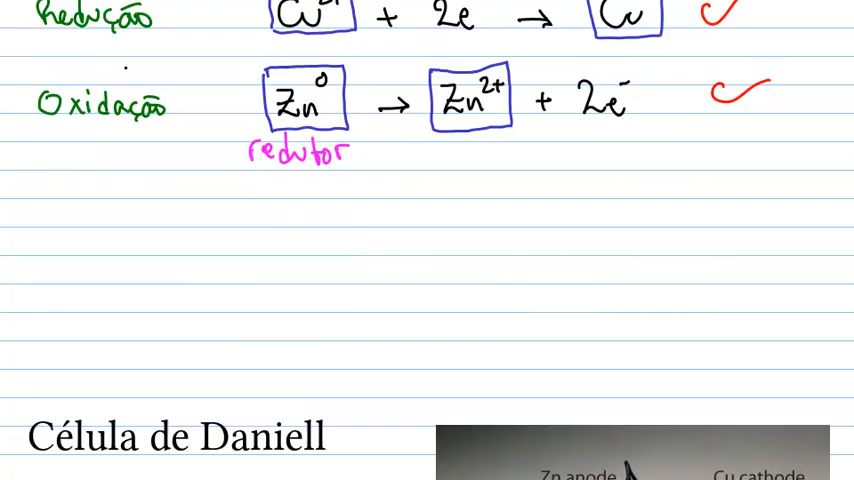 Redução Cu²⁺ + 2e → Cu
Oxidação Zn⁰ → Zn²⁺ + 2e⁻
redutor
Célula de Daniell
Zn anode Cu cathode